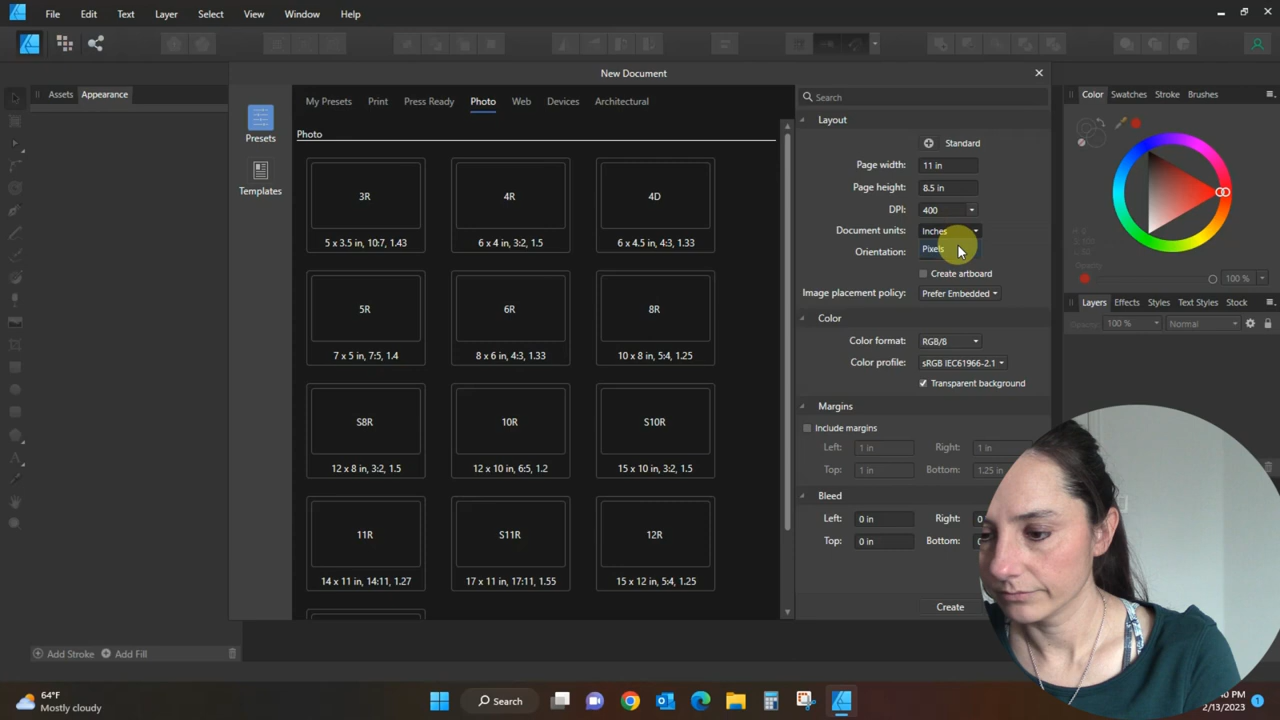 File Edit Text Layer Select View Window Help
New Document
Assets Appearance
My Presets Print Press Ready Photo Web Devices Architectural
Search
Color Swatches Stroke Brushes
Presets
Templates
Photo
3R
5 x 3.5 in, 10:7, 1.43
4R
6 x 4 in, 3:2, 1.5
4D
6 x 4.5 in, 4:3, 1.33
5R
7 x 5 in, 7:5, 1.4
6R
8 x 6 in, 4:3, 1.33
8R
10 x 8 in, 5:4, 1.25
S8R
12 x 8 in, 3:2, 1.5
10R
12 x 10 in, 6:5, 1.2
S10R
15 x 10 in, 3:2, 1.5
11R
14 x 11 in, 14:11, 1.27
S11R
17 x 11 in, 17:11, 1.55
12R
15 x 12 in, 5:4, 1.25
Layout
Standard
Page width: 11 in
Page height: 8.5 in
DPI: 400
Document units: Inches
Pixels
Orientation:
Create artboard
Image placement policy: Prefer Embedded
Color
Color format: RGB/8
Color profile: sRGB IEC61966-2.1
Transparent background
Margins
Include margins
Left: 1 in Right: 1 in
Top: 1 in Bottom: 1.25 in
Bleed
Left: 0 in Right:
Top: 0 in Bottom:
Create
Opacity
100 %
Layers Effects Styles Text Styles Stock
Opacity: 100 % Normal
Add Stroke Add Fill
64°F
Mostly cloudy
Search
PM
2/13/2023